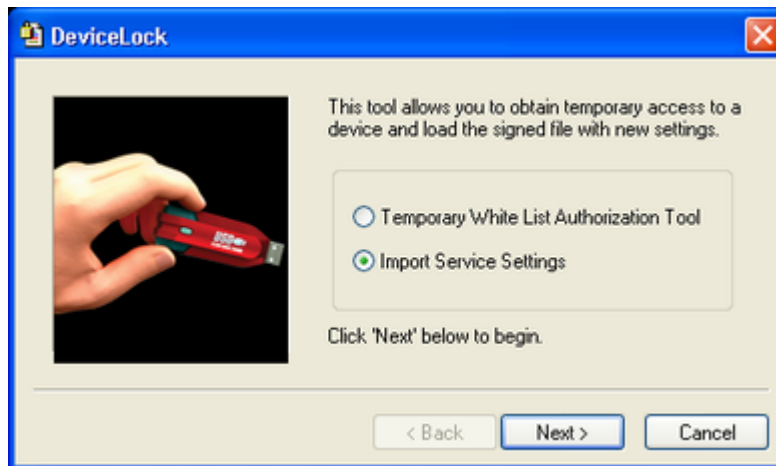 DeviceLock
This tool allows you to obtain temporary access to a
device and load the signed file with new settings.
Temporary White List Authorization Tool
Import Service Settings
Click 'Next' below to begin.
< Back
Next >
Cancel
USB